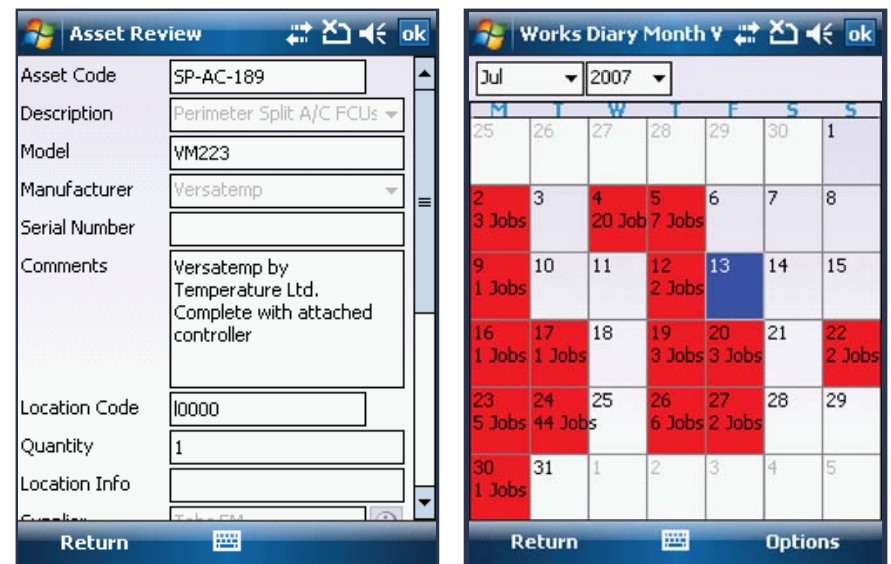 Asset Review ok
Asset Code SP-AC-189
Description Perimeter Split A/C FCUs
Model VM223
Manufacturer Versatemp
Serial Number
Comments Versatemp by
Temperature Ltd.
Complete with attached
controller
Location Code l0000
Quantity 1
Location Info
Return
Works Diary Month V ok
Jul 2007
M T W T F S S
25 26 27 28 29 30 1
2 3 4 5 6 7 8
3 Jobs 20 Job 7 Jobs
9 10 11 12 13 14 15
1 Jobs 2 Jobs
16 17 18 19 20 21 22
1 Jobs 1 Jobs 3 Jobs 3 Jobs 2 Jobs
23 24 25 26 27 28 29
5 Jobs 44 Jobs 6 Jobs 2 Jobs
30 31 1 2 3 4 5
1 Jobs
Return Options